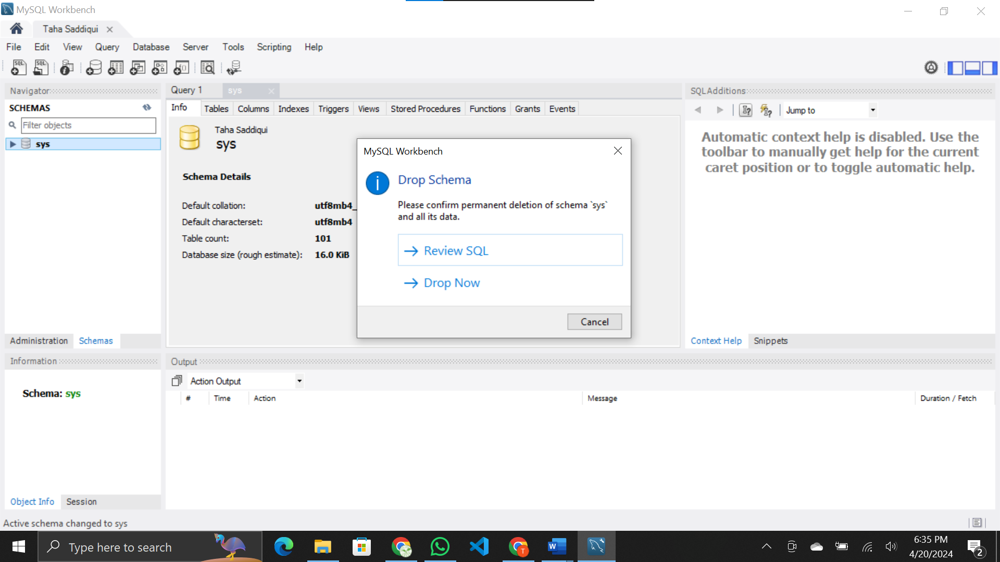 MySQL Workbench
Taha Saddiqui
File Edit View Query Database Server Tools Scripting Help
Navigator
SCHEMAS
Filter objects
sys
Administration Schemas
Information
Schema: sys
Object Info Session
Query 1 sys
Info Tables Columns Indexes Triggers Views Stored Procedures Functions Grants Events
Taha Saddiqui
sys
Schema Details
Default collation: utf8mb4_
Default characterset: utf8mb4
Table count: 101
Database size (rough estimate): 16.0 KiB
MySQL Workbench
Drop Schema
Please confirm permanent deletion of schema `sys`
and all its data.
Review SQL
Drop Now
Cancel
SQLAdditions
Jump to
Automatic context help is disabled. Use the
toolbar to manually get help for the current
caret position or to toggle automatic help.
Context Help Snippets
Output
Action Output
# Time Action Message Duration / Fetch
Active schema changed to sys
Type here to search
6:35 PM
4/20/2024
2